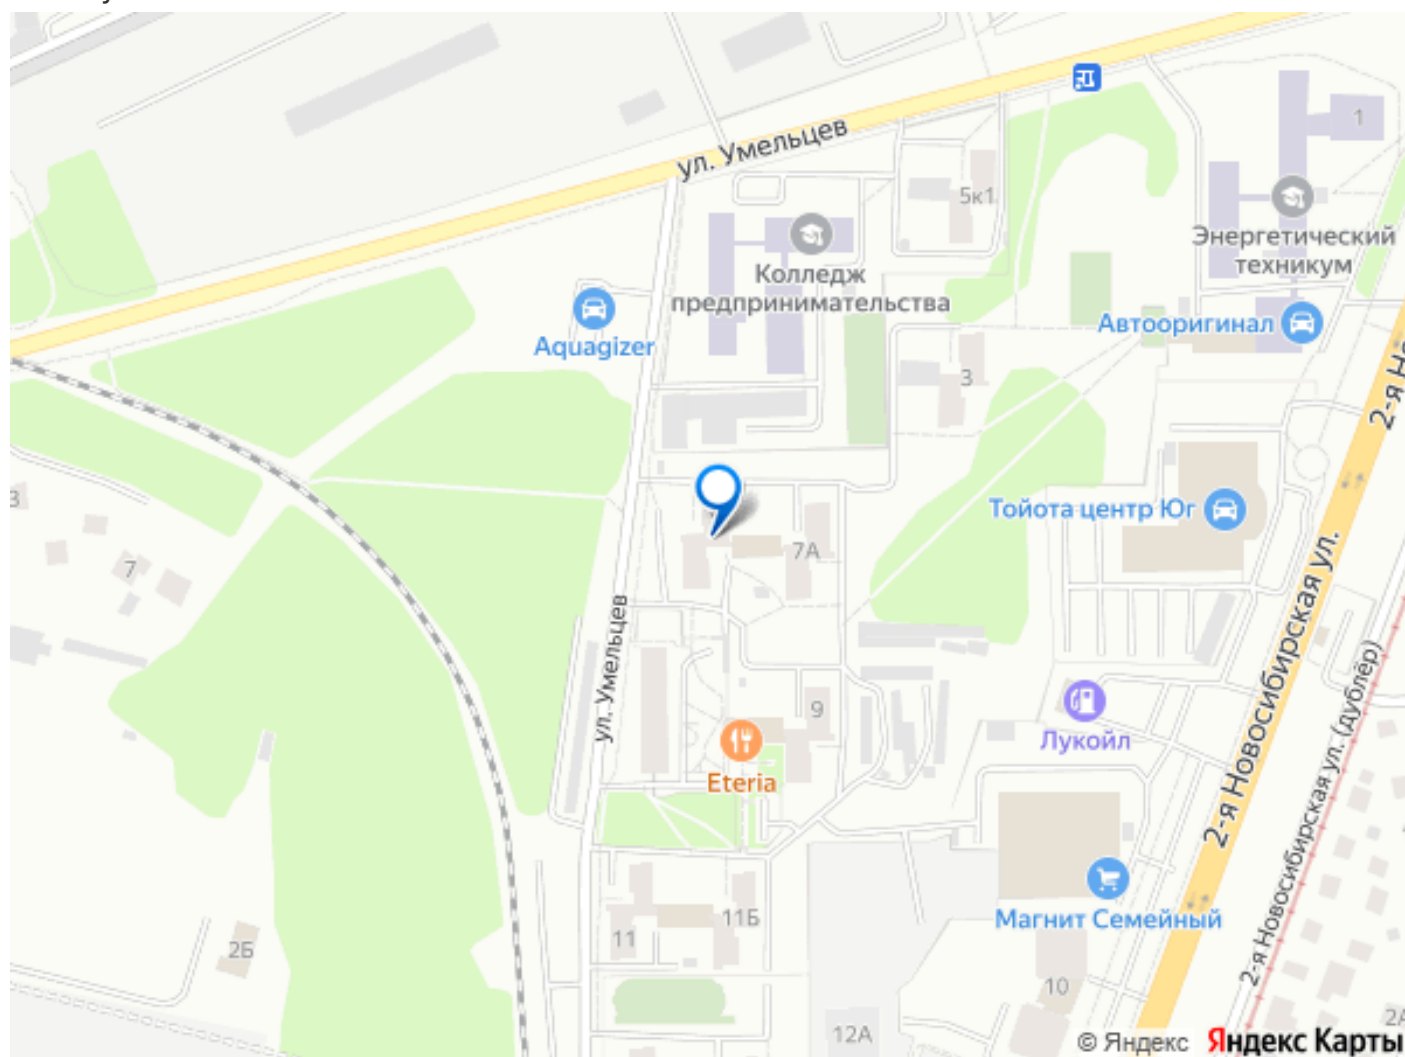 ул. Умельцев
1
5к1
Энергетический
техникум
Колледж
предпринимательства
Aquagizer
Автооригинал
3
2-я Но
Тойота центр Юг
7А
3
7
ул. Умельцев
2-я Новосибирская ул.
2-я Новосибирская ул. (дублёр)
9
Лукойл
Eteria
Магнит Семейный
11Б
11
2Б
10
12А
2А
© Яндекс Яндекс Карты